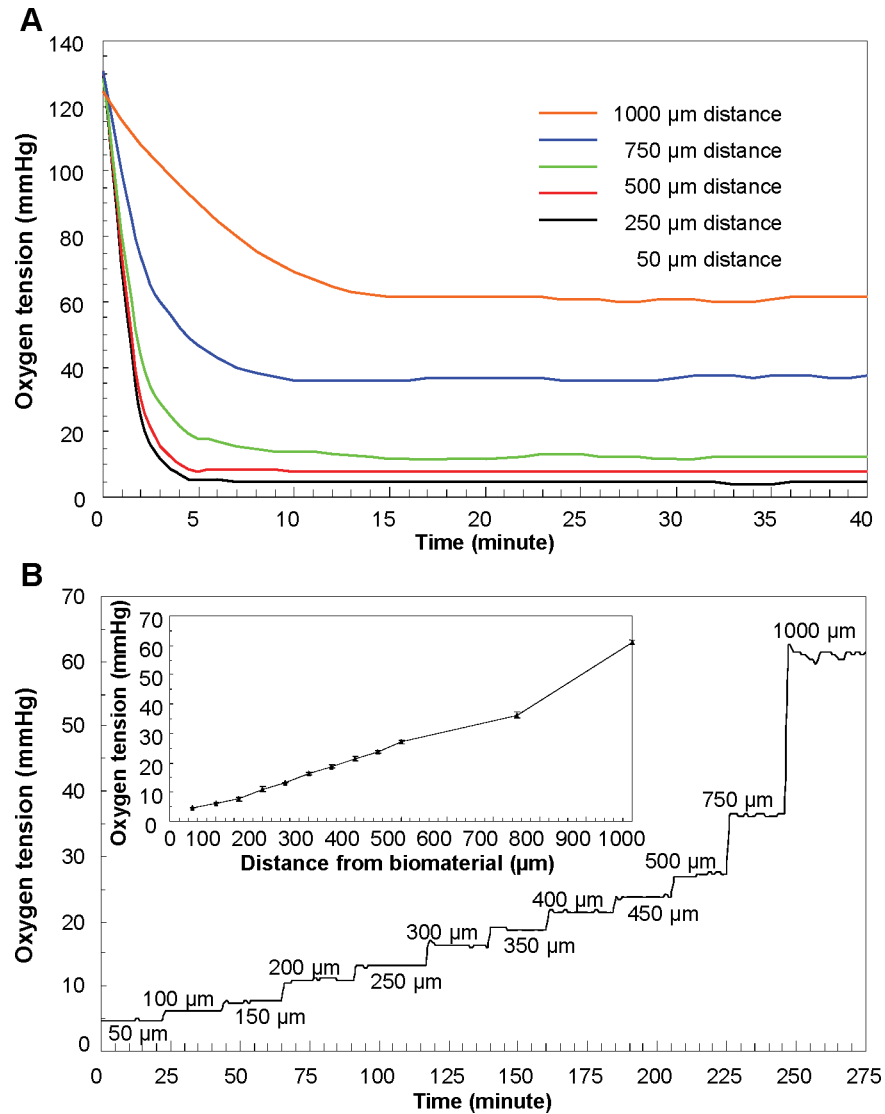 A
Oxygen tension (mmHg)
140
120
100
80
60
40
20
0
1000 µm distance
750 µm distance
500 µm distance
250 µm distance
50 µm distance
0 5 10 15 20 25 30 35 40
Time (minute)
B
Oxygen tension (mmHg)
70
60
50
40
30
20
10
0
Oxygen tension (mmHg)
70
60
50
40
30
20
10
0
0 100 200 300 400 500 600 700 800 900 1000
Distance from biomaterial (µm)
1000 µm
750 µm
500 µm
400 µm
450 µm
300 µm
350 µm
200 µm
250 µm
100 µm
150 µm
50 µm
0 25 50 75 100 125 150 175 200 225 250 275
Time (minute)